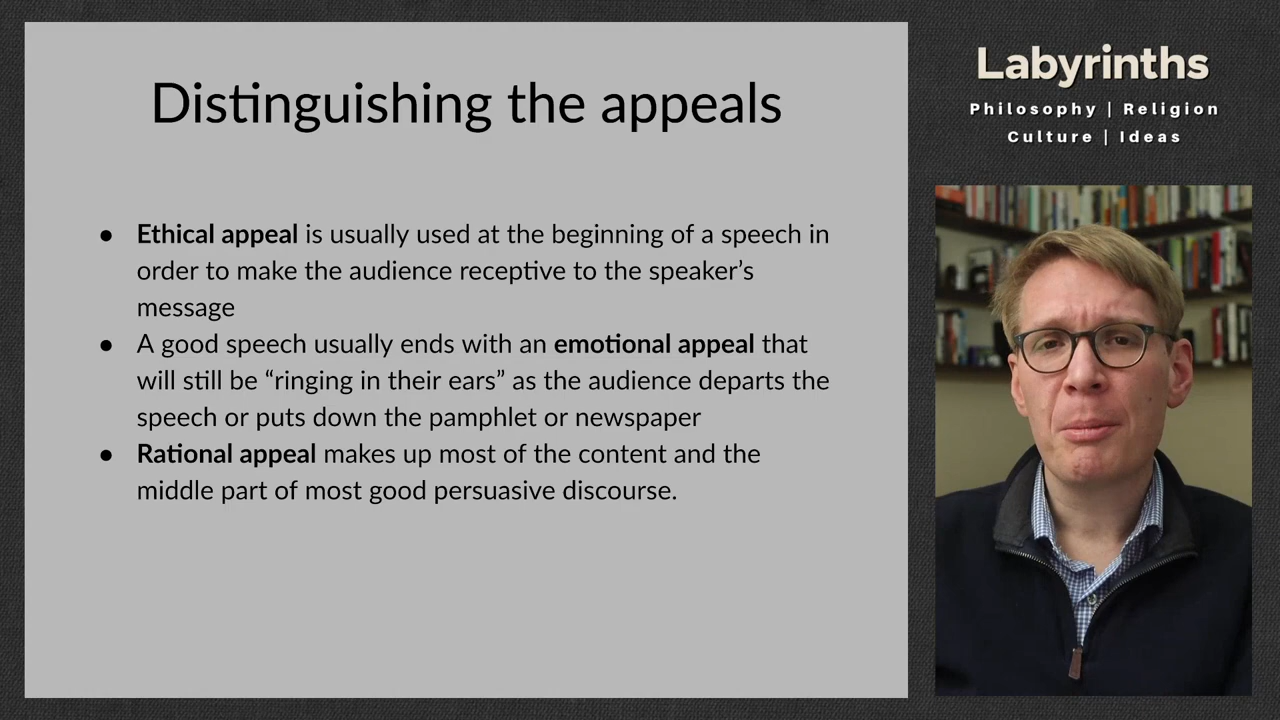 Distinguishing the appeals
● Ethical appeal is usually used at the beginning of a speech in
order to make the audience receptive to the speaker’s
message
● A good speech usually ends with an emotional appeal that
will still be “ringing in their ears” as the audience departs the
speech or puts down the pamphlet or newspaper
● Rational appeal makes up most of the content and the
middle part of most good persuasive discourse.
Labyrinths
Philosophy | Religion
Culture | Ideas